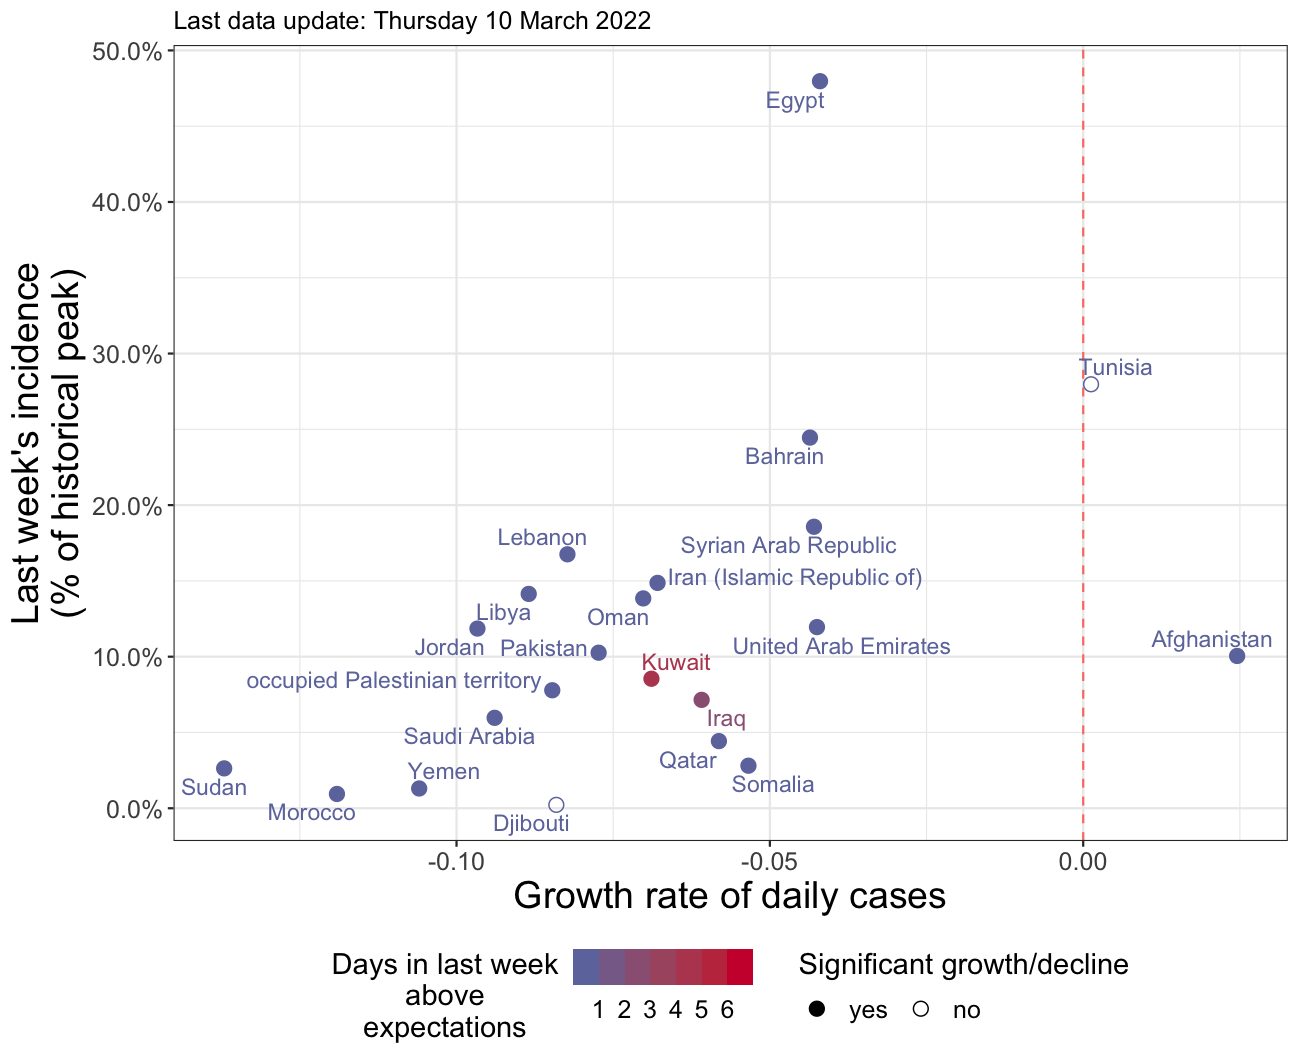 Last data update: Thursday 10 March 2022
50.0%
40.0%
30.0%
20.0%
10.0%
0.0%
Last week's incidence
(% of historical peak)
Egypt
Tunisia
Bahrain
Lebanon
Syrian Arab Republic
Iran (Islamic Republic of)
Libya
Oman
Jordan
Pakistan
United Arab Emirates
Afghanistan
Kuwait
occupied Palestinian territory
Iraq
Saudi Arabia
Qatar
Yemen
Sudan
Somalia
Morocco
Djibouti
-0.10
-0.05
0.00
Growth rate of daily cases
Days in last week
above
expectations
1 2 3 4 5 6
Significant growth/decline
yes
no